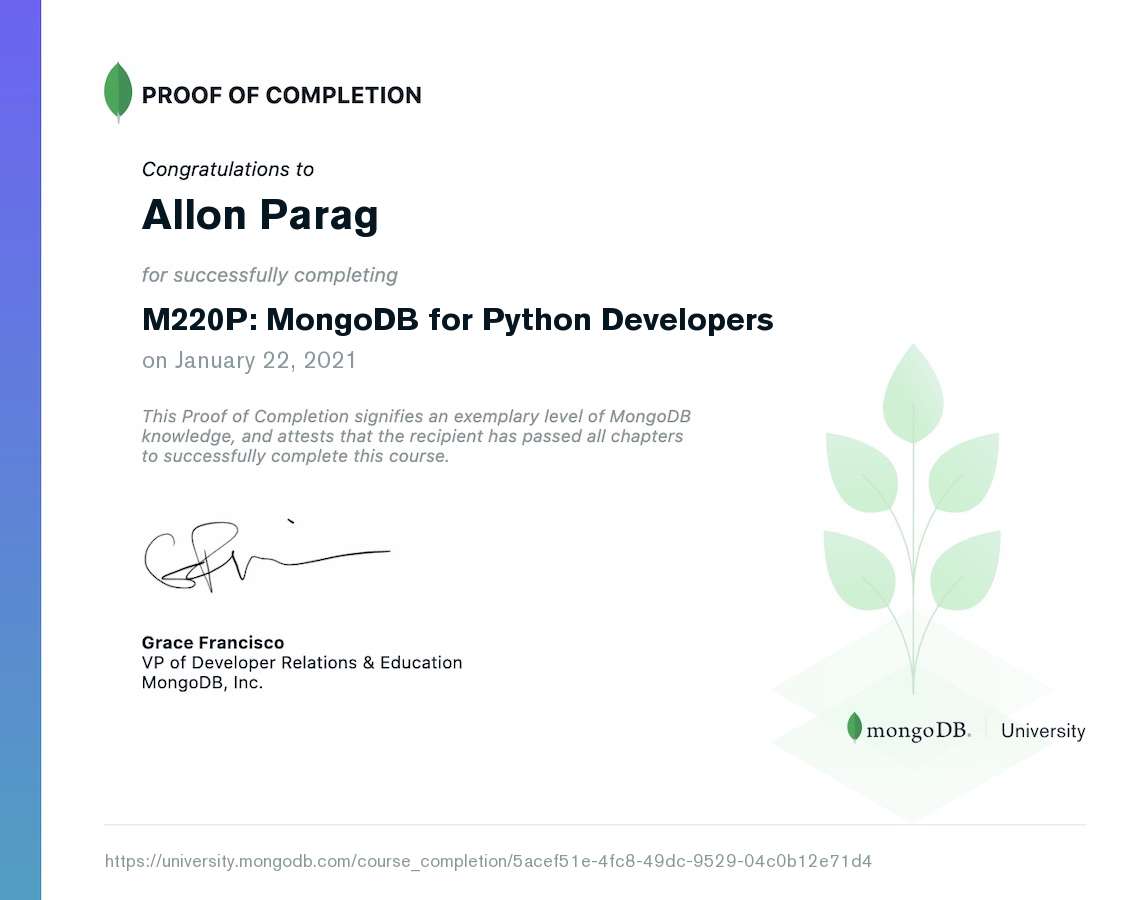 PROOF OF COMPLETION
Congratulations to
Allon Parag
for successfully completing
M220P: MongoDB for Python Developers
on January 22, 2021
This Proof of Completion signifies an exemplary level of MongoDB
knowledge, and attests that the recipient has passed all chapters
to successfully complete this course.
Grace Francisco
VP of Developer Relations & Education
MongoDB, Inc.
mongoDB. University
https://university.mongodb.com/course_completion/5acef51e-4fc8-49dc-9529-04c0b12e71d4